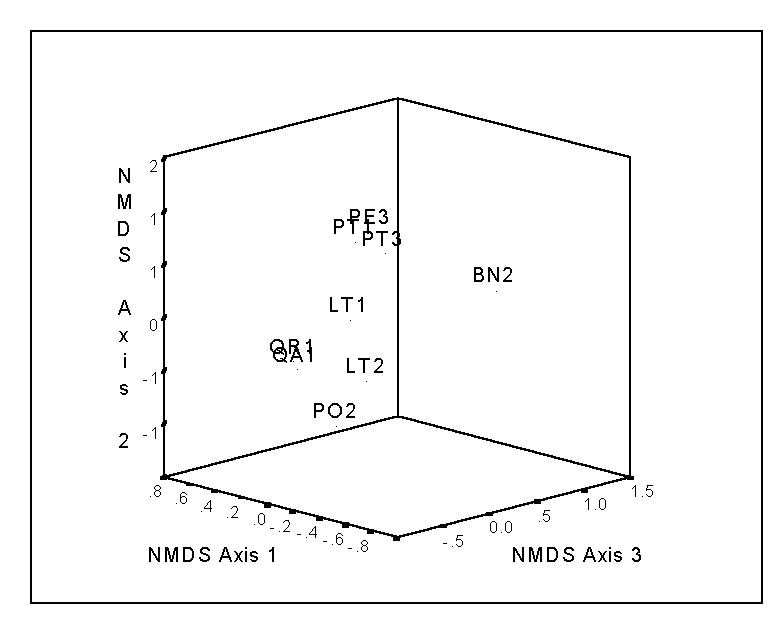 NMDS Axis 2
2
1
1
0
-1
-1
PE3
PT1
PT3
BN2
LT1
QR1
QA1
LT2
PO2
.8
.6
.4
.2
.0
-.2
-.4
-.6
-.8
-.5
0.0
.5
1.0
1.5
NMDS Axis 1
NMDS Axis 3